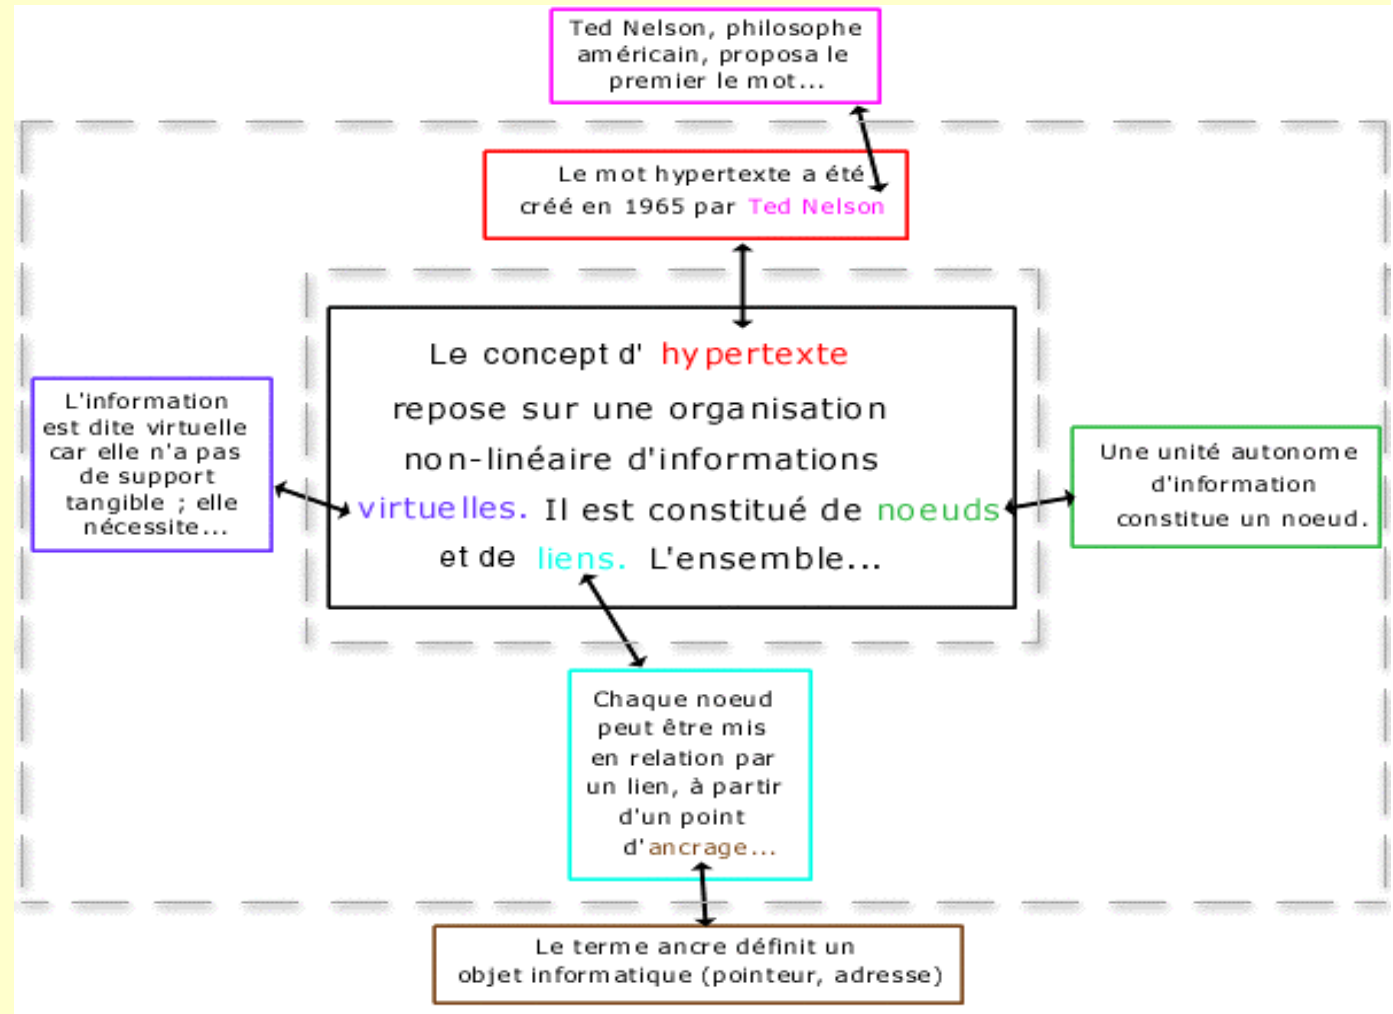 Ted Nelson, philosophe
américain, proposa le
premier le mot...
Le mot hypertexte a été
créé en 1965 par Ted Nelson
Le concept d' hypertexte
repose sur une organisation
non-linéaire d'informations
virtuelles. Il est constitué de noeuds
et de liens. L'ensemble...
L'information
est dite virtuelle
car elle n'a pas
de support
tangible ; elle
nécessite...
Une unité autonome
d'information
constitue un noeud.
Chaque noeud
peut être mis
en relation par
un lien, à partir
d'un point
d'ancrage...
Le terme ancre définit un
objet informatique (pointeur, adresse)